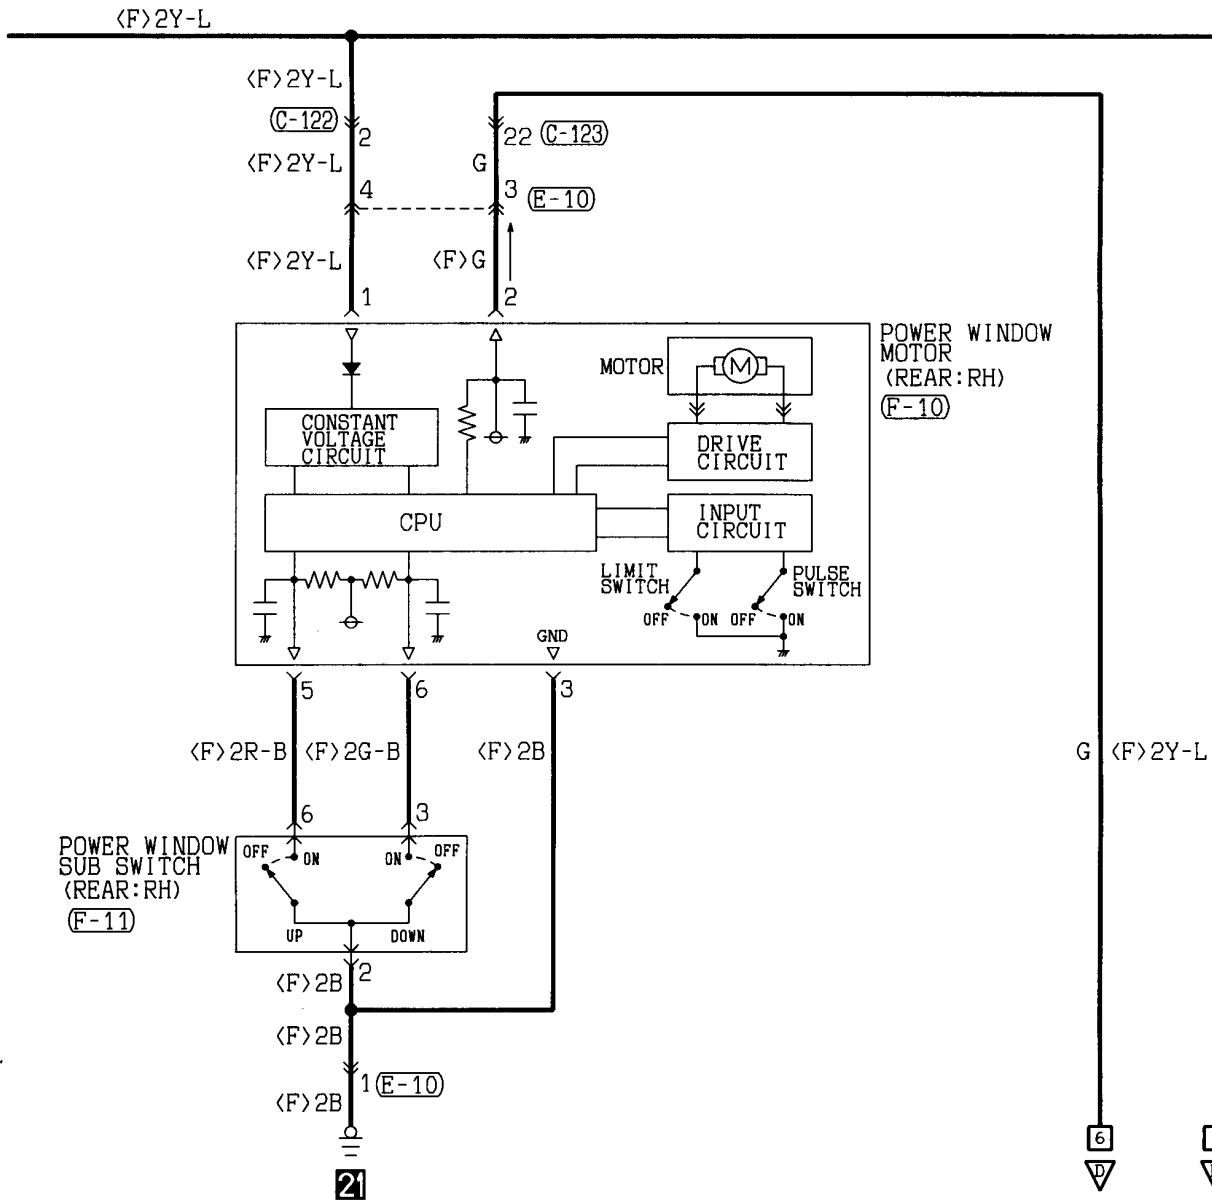 <F>2Y-L
<F>2Y-L
(C-122)
2
22 (C-123)
<F>2Y-L
G
4
3 (E-10)
<F>2Y-L
<F>G
1
2
POWER WINDOW
MOTOR
(REAR:RH)
(F-10)
MOTOR
M
CONSTANT
VOLTAGE
CIRCUIT
DRIVE
CIRCUIT
CPU
INPUT
CIRCUIT
LIMIT
SWITCH
PULSE
SWITCH
OFF
ON
OFF
ON
GND
5
6
3
<F>2R-B
<F>2G-B
<F>2B
G
<F>2Y-L
6
3
POWER WINDOW
SUB SWITCH
(REAR:RH)
(F-11)
OFF
ON
ON
OFF
UP
DOWN
<F>2B
2
<F>2B
1 (E-10)
<F>2B
21
6
D